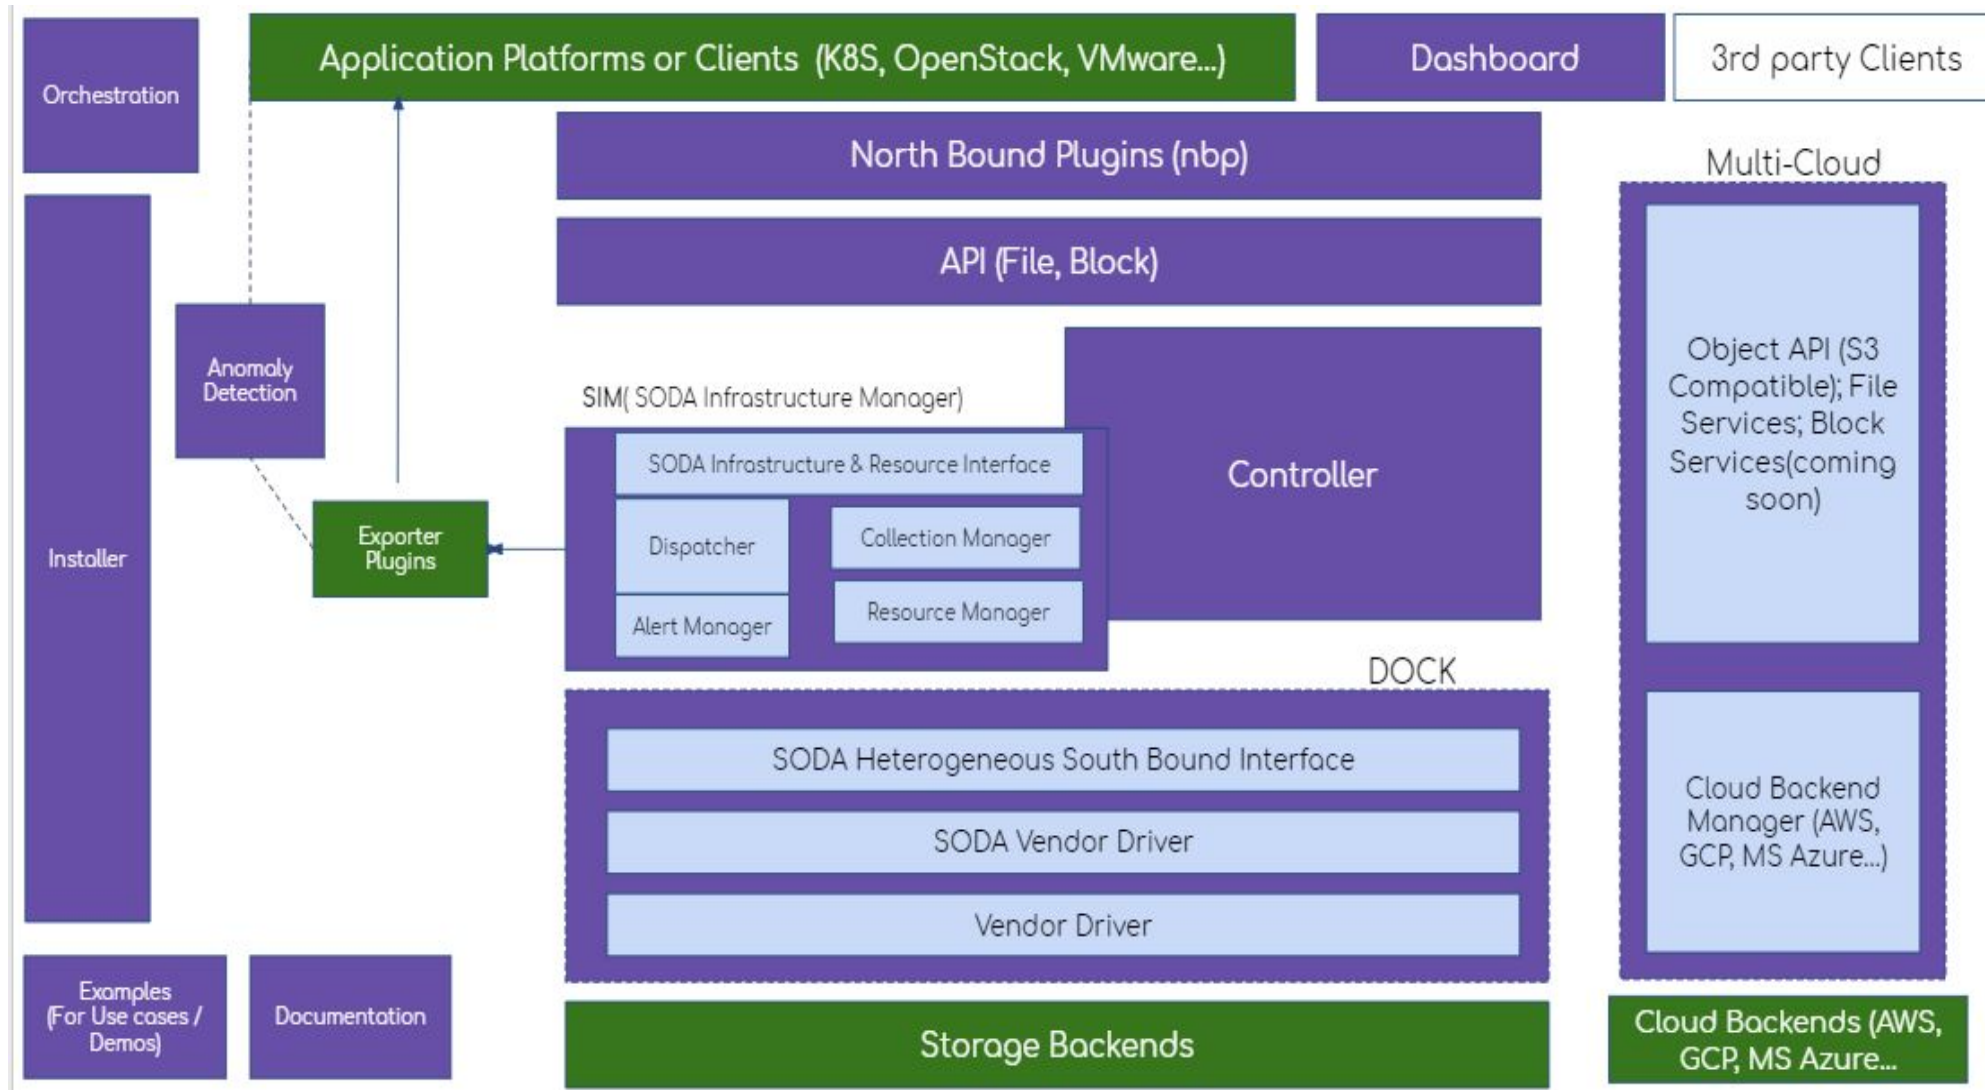 Orchestration
Application Platforms or Clients (K8S, OpenStack, VMware...)
Dashboard
3rd party Clients
North Bound Plugins (nbp)
API (File, Block)
Multi-Cloud
Object API (S3
Compatible); File
Services; Block
Services(coming
soon)
Cloud Backend
Manager (AWS,
GCP, MS Azure...)
Installer
Anomaly
Detection
Exporter
Plugins
SIM( SODA Infrastructure Manager)
SODA Infrastructure & Resource Interface
Dispatcher
Collection Manager
Alert Manager
Resource Manager
Controller
DOCK
SODA Heterogeneous South Bound Interface
SODA Vendor Driver
Vendor Driver
Examples
(For Use cases /
Demos)
Documentation
Storage Backends
Cloud Backends (AWS,
GCP, MS Azure...